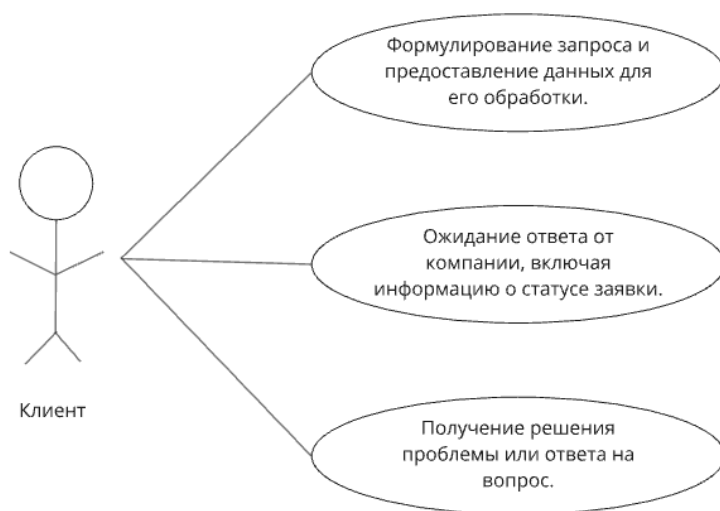 Формулирование запроса и
предоставление данных для
его обработки.
Ожидание ответа от
компании, включая
информацию о статусе заявки.
Клиент
Получение решения
проблемы или ответа на
вопрос.